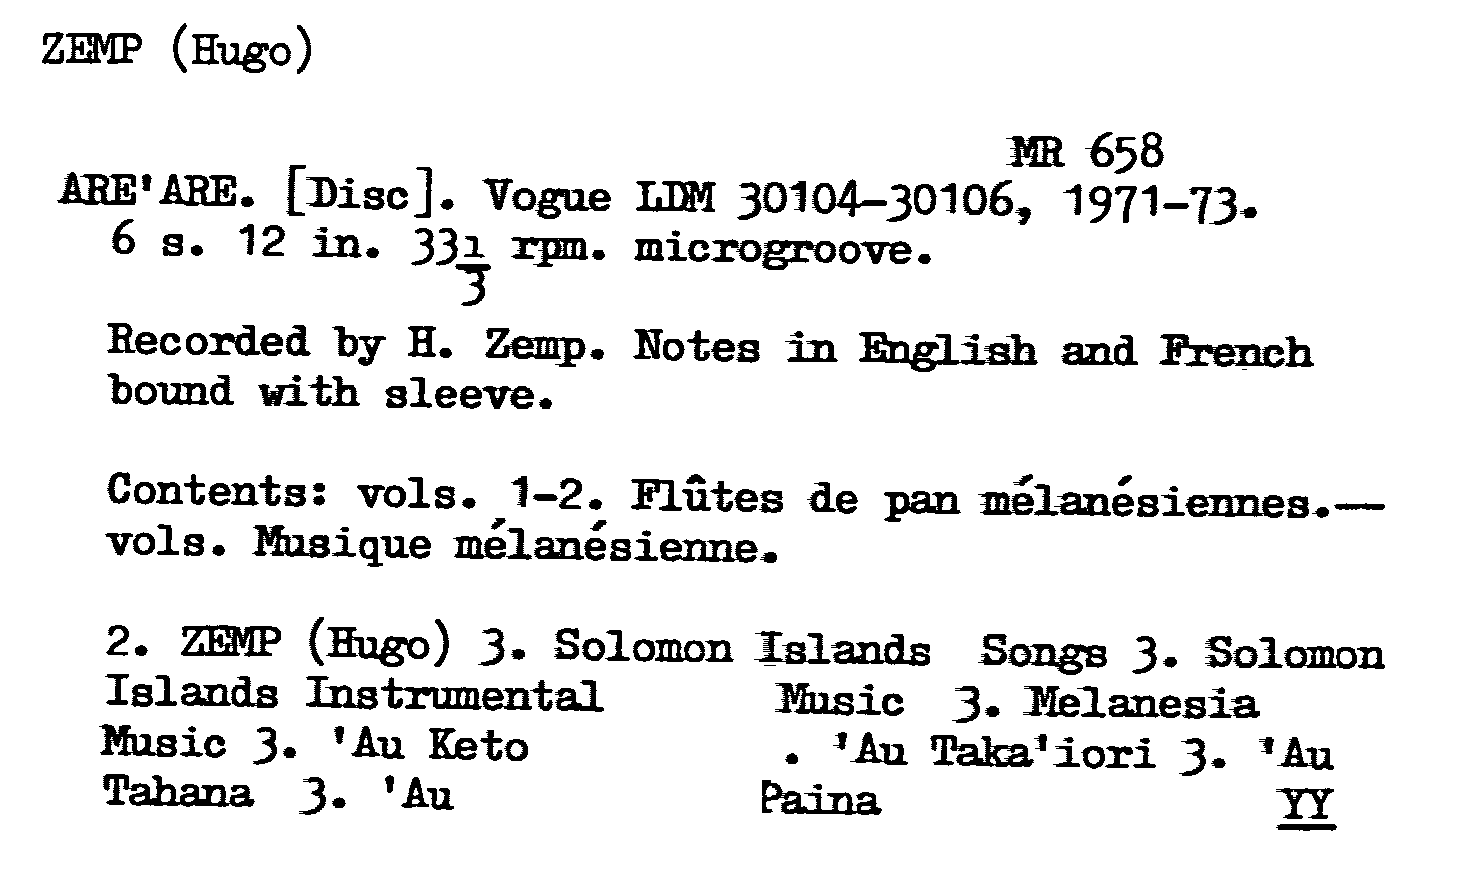 ZEMP (Hugo)
MR 658
ARE'ARE. [Disc]. Vogue LDM 30104-30106, 1971-73.
6 s. 12 in. 33 1/3 rpm. microgroove.
Recorded by H. Zemp. Notes in English and French
bound with sleeve.
Contents: vols. 1-2. Flûtes de pan mélanésiennes.—
vols. Musique mélanésienne.
2. ZEMP (Hugo) 3. Solomon Islands Songs 3. Solomon
Islands Instrumental Music 3. Melanesia
Music 3. 'Au Keto . 'Au Taka'iori 3. 'Au
Tahana 3. 'Au Paina YY